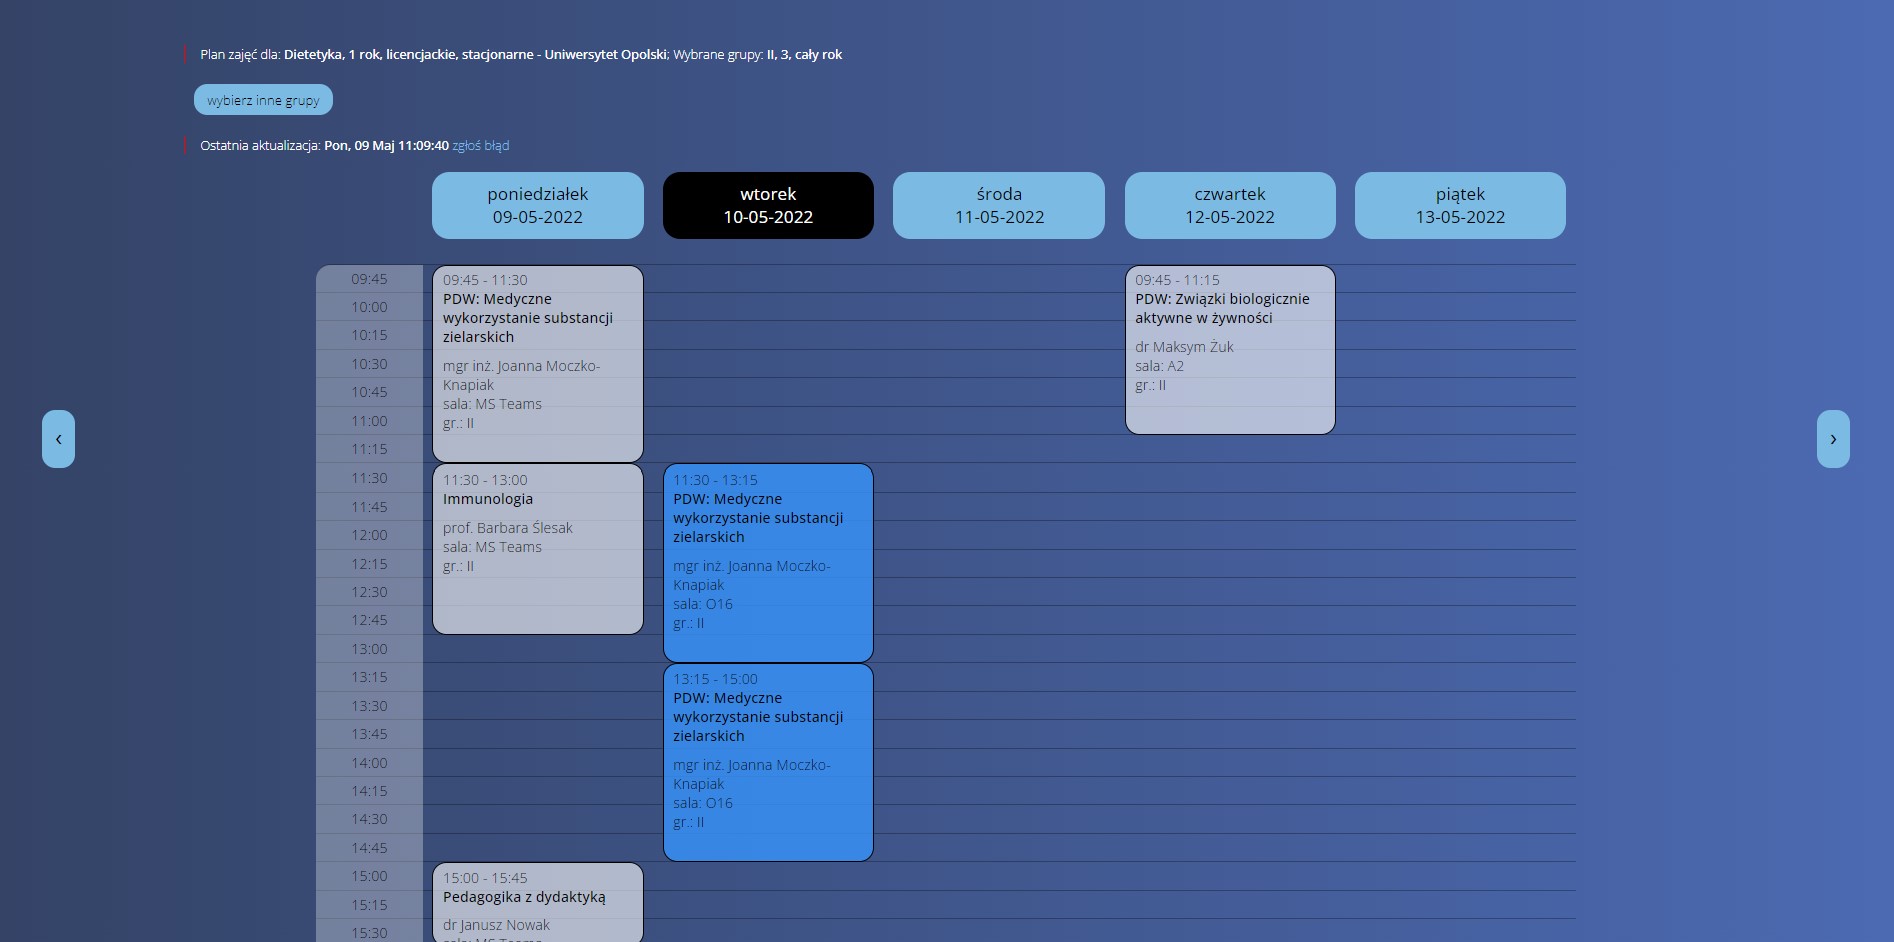 Plan zajęć dla: Dietetyka, 1 rok, licencjackie, stacjonarne - Uniwersytet Opolski; Wybrane grupy: II, 3, cały rok
wybierz inne grupy
Ostatnia aktualizacja: Pon, 09 Maj 11:09:40 zgłoś błąd
poniedziałek
09-05-2022
wtorek
10-05-2022
środa
11-05-2022
czwartek
12-05-2022
piątek
13-05-2022
09:45
10:00
10:15
10:30
10:45
11:00
11:15
11:30
11:45
12:00
12:15
12:30
12:45
13:00
13:15
13:30
13:45
14:00
14:15
14:30
14:45
15:00
15:15
15:30
09:45 - 11:30
PDW: Medyczne
wykorzystanie substancji
zielarskich
mgr inż. Joanna Moczko-
Knapiak
sala: MS Teams
gr.: II
11:30 - 13:00
Immunologia
prof. Barbara Ślesak
sala: MS Teams
gr.: II
15:00 - 15:45
Pedagogika z dydaktyką
dr Janusz Nowak
sala: MS Teams
11:30 - 13:15
PDW: Medyczne
wykorzystanie substancji
zielarskich
mgr inż. Joanna Moczko-
Knapiak
sala: O16
gr.: II
13:15 - 15:00
PDW: Medyczne
wykorzystanie substancji
zielarskich
mgr inż. Joanna Moczko-
Knapiak
sala: O16
gr.: II
09:45 - 11:15
PDW: Związki biologicznie
aktywne w żywności
dr Maksym Żuk
sala: A2
gr.: II
‹
›